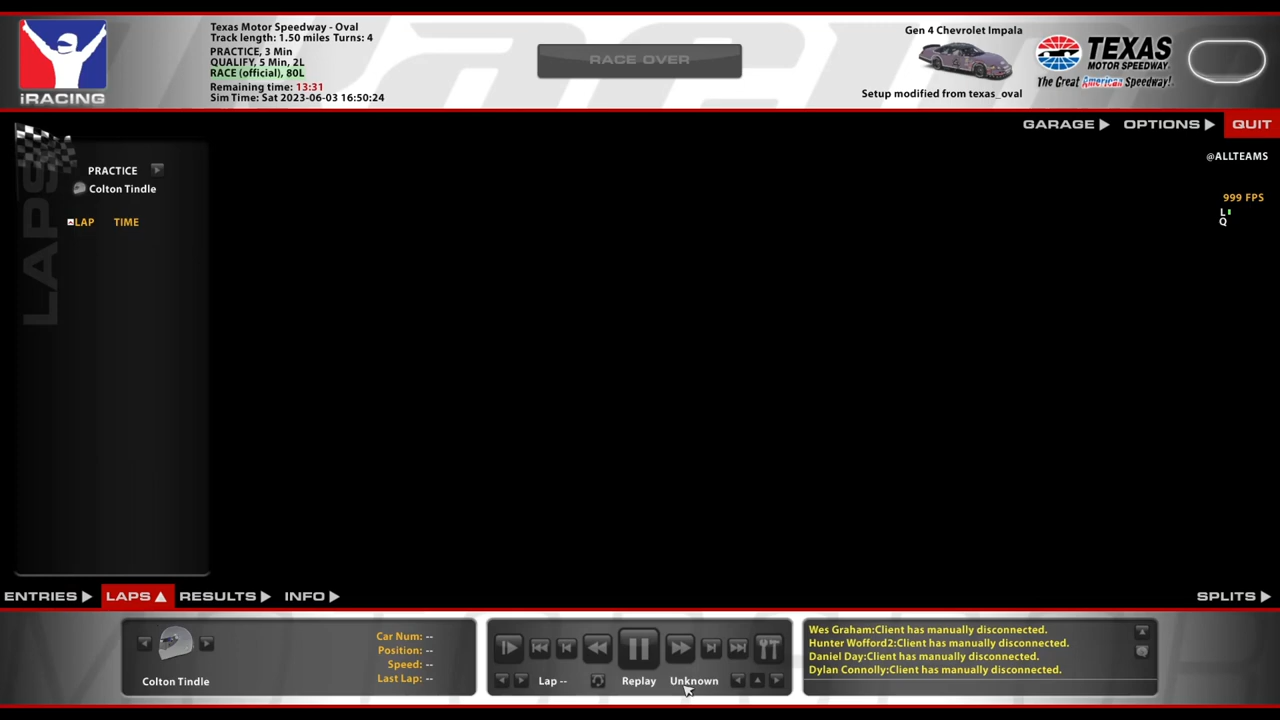 iRACING
Texas Motor Speedway - Oval
Track length: 1.50 miles Turns: 4
PRACTICE, 3 Min
QUALIFY, 5 Min, 2L
RACE (official), 80L
Remaining time: 13:31
Sim Time: Sat 2023-06-03 16:50:24
RACE OVER
Gen 4 Chevrolet Impala
Setup modified from texas_oval
TEXAS
MOTOR SPEEDWAY
The Great American Speedway!
GARAGE
OPTIONS
QUIT
@ALLTEAMS
999 FPS
L
Q
LAPS
PRACTICE
Colton Tindle
LAP TIME
ENTRIES
LAPS
RESULTS
INFO
SPLITS
Colton Tindle
Car Num: --
Position: --
Speed: --
Last Lap: --
Lap --
Replay
Unknown
Wes Graham:Client has manually disconnected.
Hunter Wofford2:Client has manually disconnected.
Daniel Day:Client has manually disconnected.
Dylan Connolly:Client has manually disconnected.